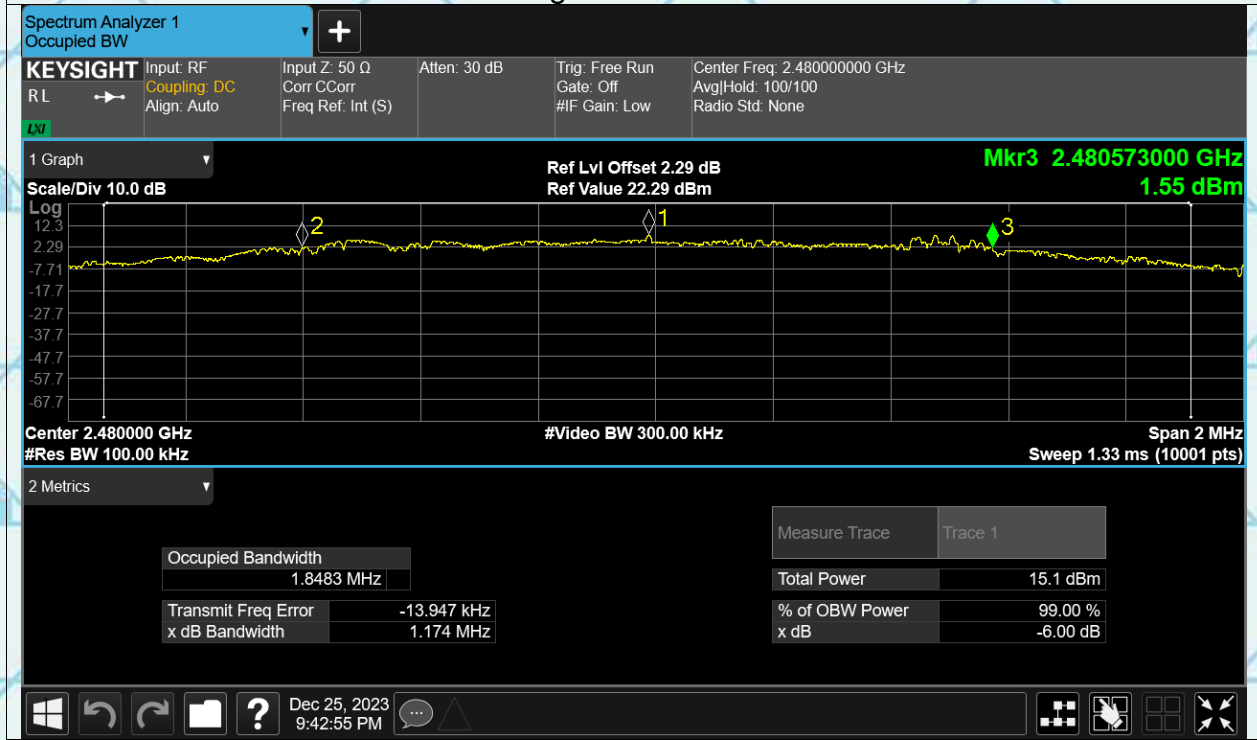 Spectrum Analyzer 1
Occupied BW
+
KEYSIGHT
RL
LXI
Input: RF
Coupling: DC
Align: Auto
Input Z: 50 Ω
Corr CCorr
Freq Ref: Int (S)
Atten: 30 dB
Trig: Free Run
Gate: Off
#IF Gain: Low
Center Freq: 2.480000000 GHz
Avg|Hold: 100/100
Radio Std: None
1 Graph
Scale/Div 10.0 dB
Ref Lvl Offset 2.29 dB
Ref Value 22.29 dBm
Mkr3 2.480573000 GHz
1.55 dBm
Log
12.3
2.29
-7.71
-17.7
-27.7
-37.7
-47.7
-57.7
-67.7
2
1
3
Center 2.480000 GHz
#Res BW 100.00 kHz
#Video BW 300.00 kHz
Span 2 MHz
Sweep 1.33 ms (10001 pts)
2 Metrics
Occupied Bandwidth
1.8483 MHz
Transmit Freq Error -13.947 kHz
x dB Bandwidth 1.174 MHz
Measure Trace Trace 1
Total Power 15.1 dBm
% of OBW Power 99.00 %
x dB -6.00 dB
?
Dec 25, 2023
9:42:55 PM